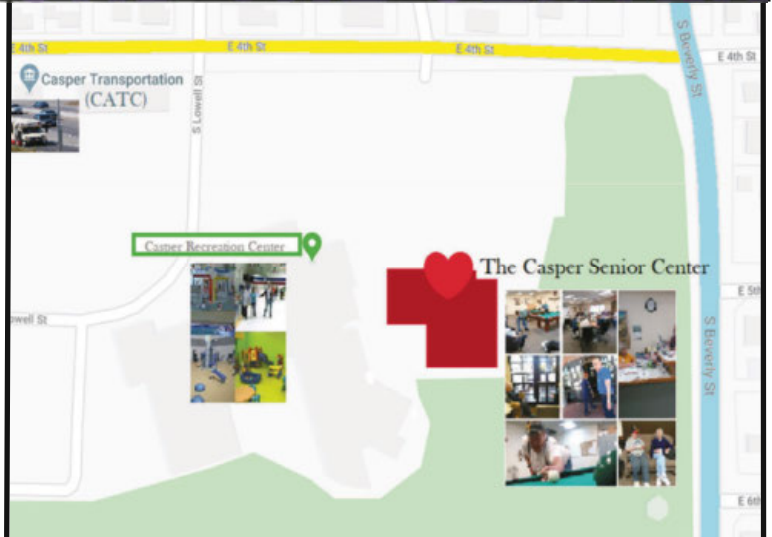 E 4th St
E 4th St
E 4th St
E 4th St
S Beverly St
Casper Transportation
(CATC)
S Lowell St
Casper Recreation Center
The Casper Senior Center
E 5th
owell St
S Beverly St
E 6th